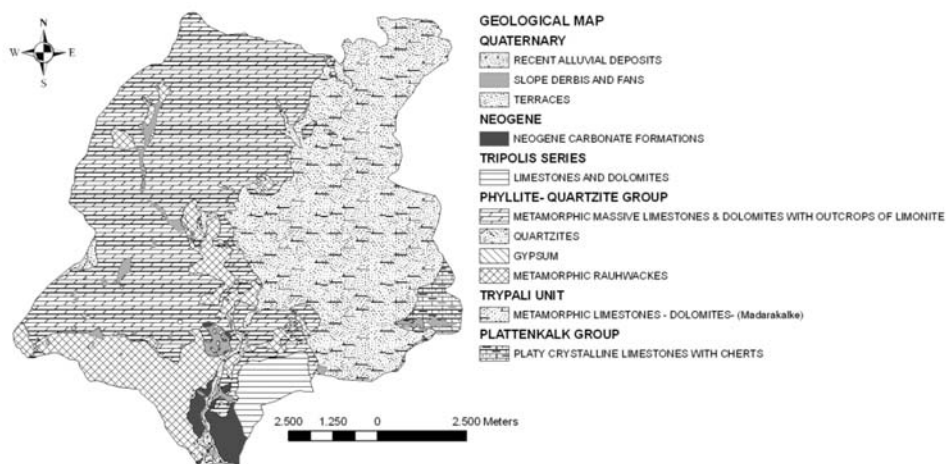 N
W E
S
GEOLOGICAL MAP
QUATERNARY
RECENT ALLUVIAL DEPOSITS
SLOPE DERBIS AND FANS
TERRACES
NEOGENE
NEOGENE CARBONATE FORMATIONS
TRIPOLIS SERIES
LIMESTONES AND DOLOMITES
PHYLLITE- QUARTZITE GROUP
METAMORPHIC MASSIVE LIMESTONES & DOLOMITES WITH OUTCROPS OF LIMONITE
QUARTZITES
GYPSUM
METAMORPHIC RAUHWACKES
TRYPALI UNIT
METAMORPHIC LIMESTONES - DOLOMITES- (Madarakalke)
PLATTENKALK GROUP
PLATY CRYSTALLINE LIMESTONES WITH CHERTS
2.500 1.250 0 2.500 Meters